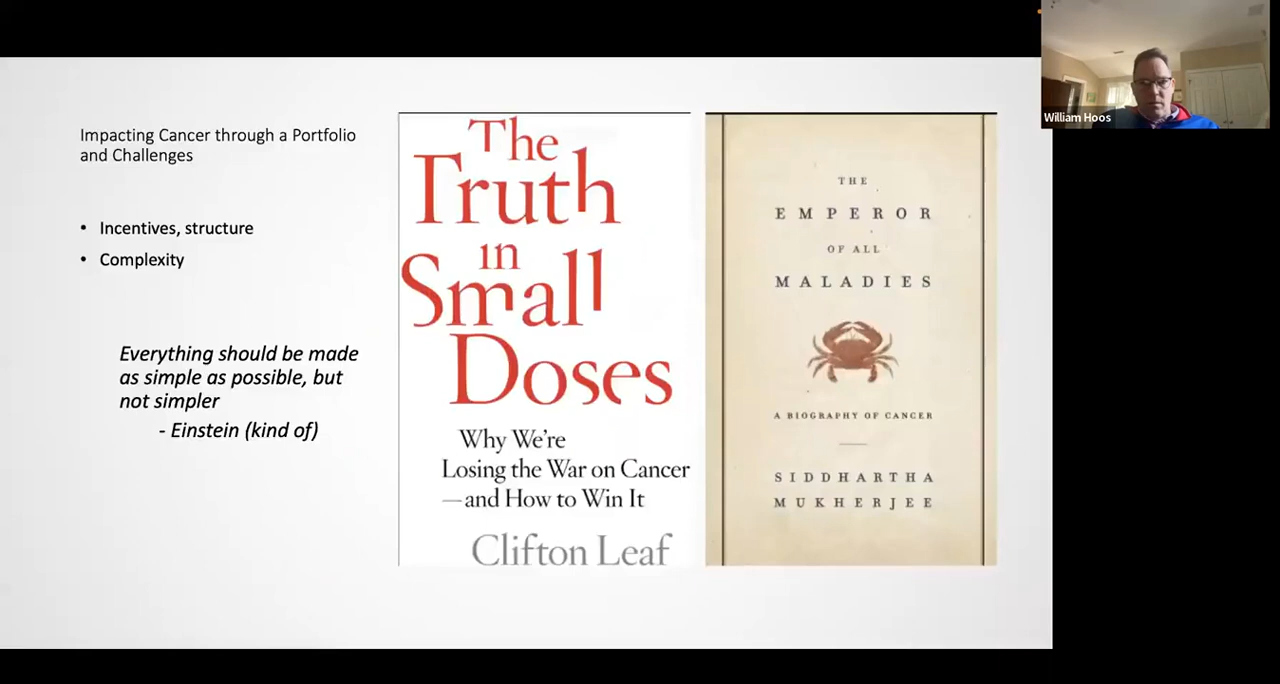 Impacting Cancer through a Portfolio
and Challenges
• Incentives, structure
• Complexity
Everything should be made
as simple as possible, but
not simpler
- Einstein (kind of)
The
Truth
in
Small
Doses
Why We’re
Losing the War on Cancer
—and How to Win It
Clifton Leaf
THE
EMPEROR
OF ALL
MALADIES
A BIOGRAPHY OF CANCER
SIDDHARTHA
MUKHERJEE
William Hoos